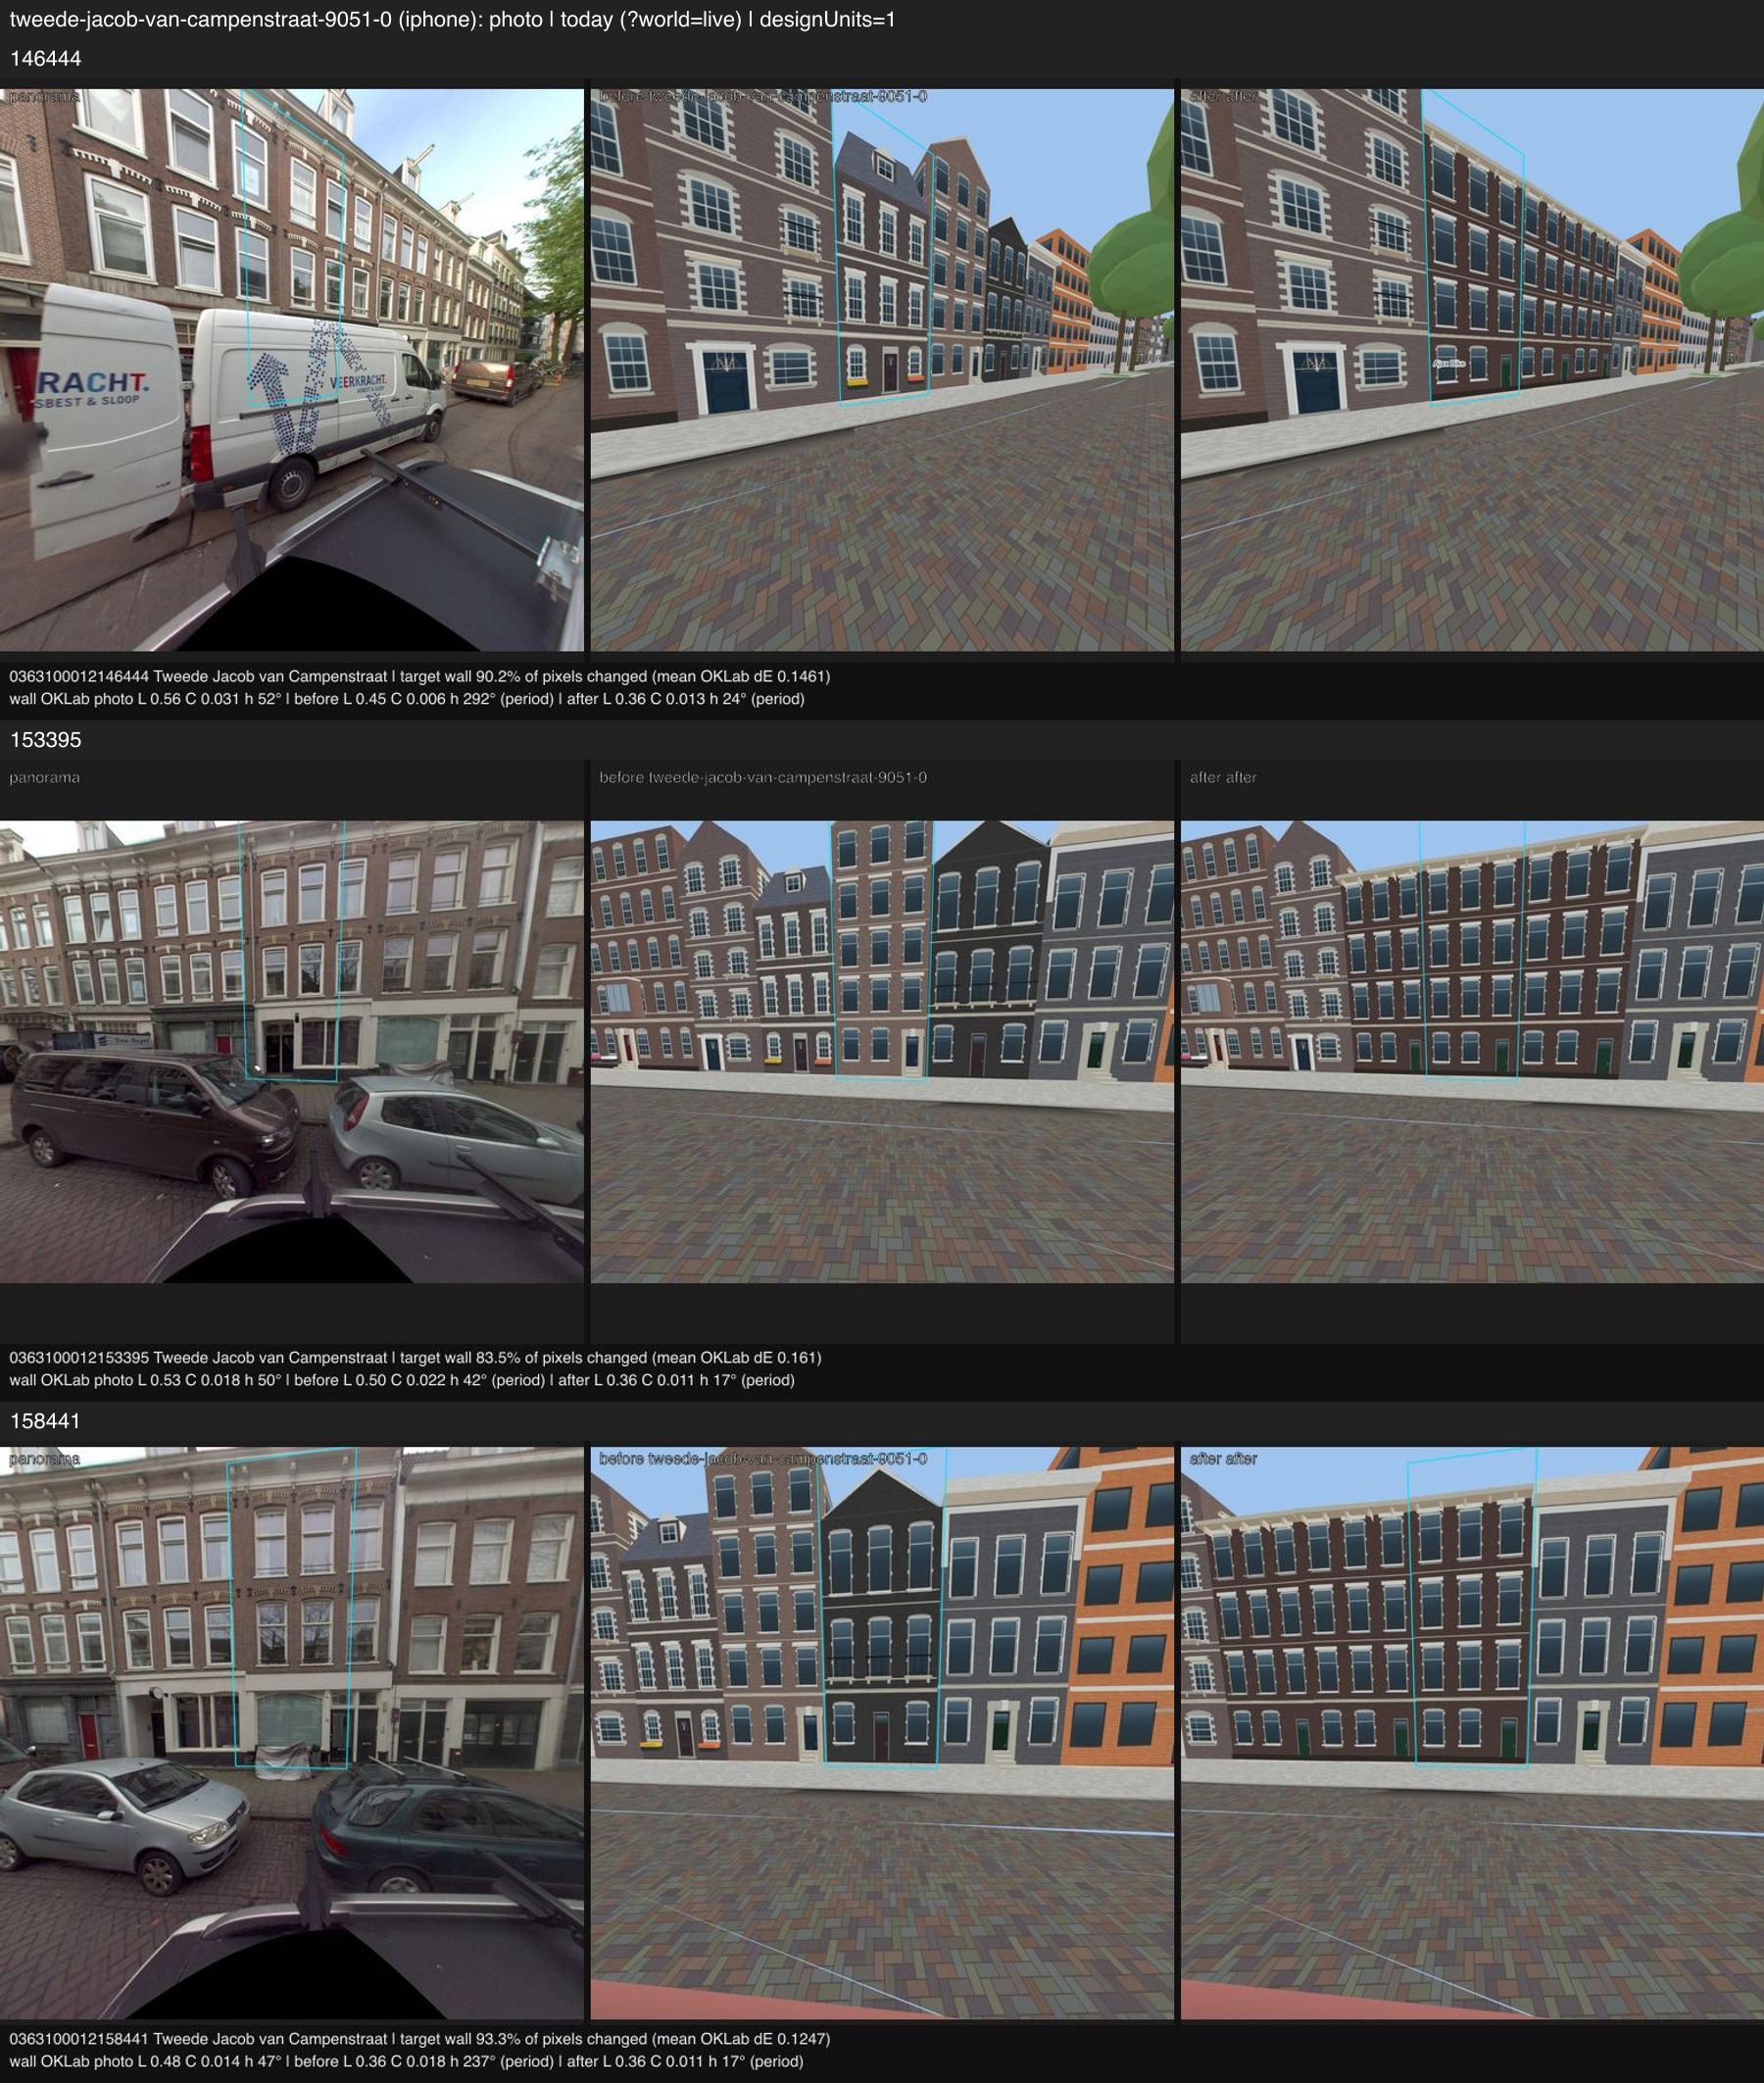 tweede-jacob-van-campenstraat-9051-0 (iphone): photo | today (?world=live) | designUnits=1
146444
panorama
before tweede-jacob-van-campenstraat-9051-0
after after
RACHT.
SBEST & SLOOP
VEERKRACHT.
0363100012146444 Tweede Jacob van Campenstraat | target wall 90.2% of pixels changed (mean OKLab dE 0.1461)
wall OKLab photo L 0.56 C 0.031 h 52° | before L 0.45 C 0.006 h 292° (period) | after L 0.36 C 0.013 h 24° (period)
153395
panorama
before tweede-jacob-van-campenstraat-9051-0
after after
0363100012153395 Tweede Jacob van Campenstraat | target wall 83.5% of pixels changed (mean OKLab dE 0.161)
wall OKLab photo L 0.53 C 0.018 h 50° | before L 0.50 C 0.022 h 42° (period) | after L 0.36 C 0.011 h 17° (period)
158441
panorama
before tweede-jacob-van-campenstraat-9051-0
after after
0363100012158441 Tweede Jacob van Campenstraat | target wall 93.3% of pixels changed (mean OKLab dE 0.1247)
wall OKLab photo L 0.48 C 0.014 h 47° | before L 0.36 C 0.018 h 237° (period) | after L 0.36 C 0.011 h 17° (period)